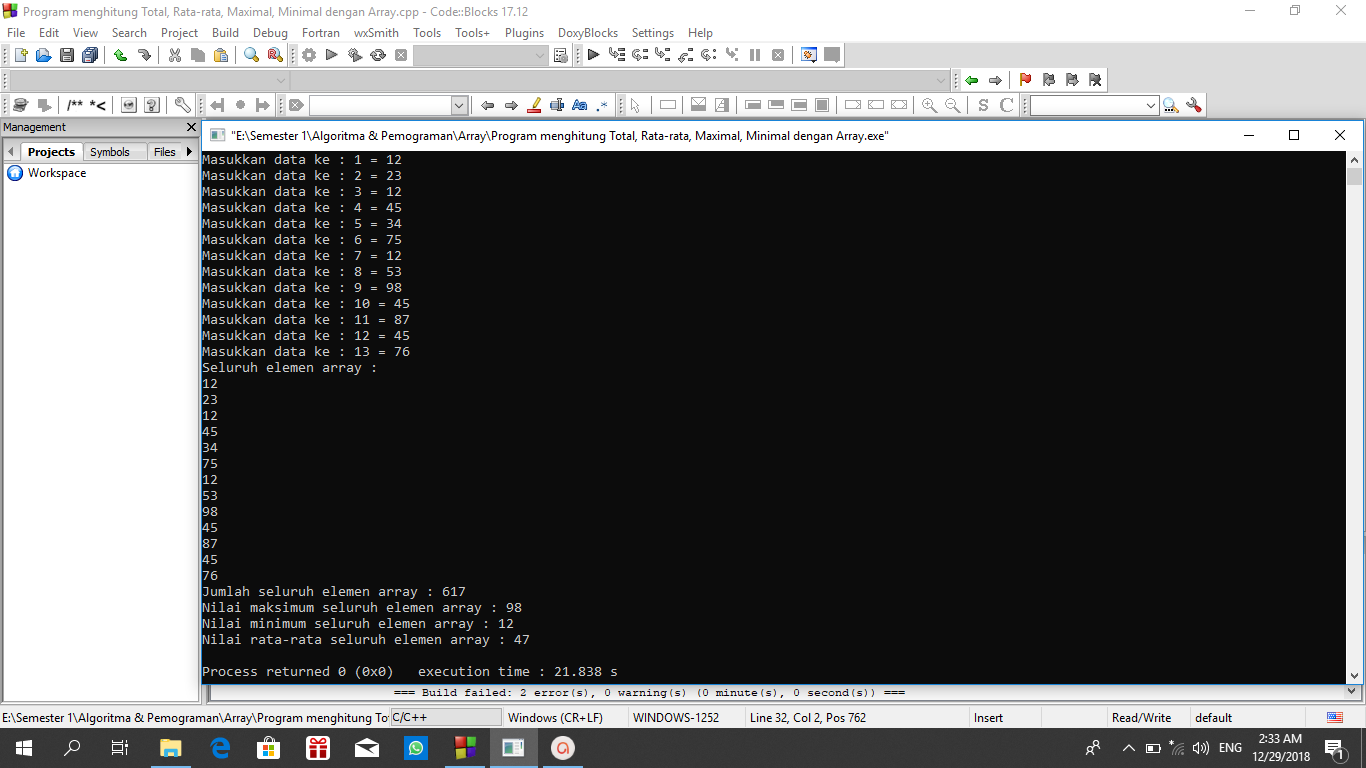 Program menghitung Total, Rata-rata, Maximal, Minimal dengan Array.cpp - Code::Blocks 17.12
File Edit View Search Project Build Debug Fortran wxSmith Tools Tools+ Plugins DoxyBlocks Settings Help
/** *<
Aa .*
S C
Management
Projects Symbols Files
Workspace
"E:\Semester 1\Algoritma & Pemograman\Array\Program menghitung Total, Rata-rata, Maximal, Minimal dengan Array.exe"
Masukkan data ke : 1 = 12
Masukkan data ke : 2 = 23
Masukkan data ke : 3 = 12
Masukkan data ke : 4 = 45
Masukkan data ke : 5 = 34
Masukkan data ke : 6 = 75
Masukkan data ke : 7 = 12
Masukkan data ke : 8 = 53
Masukkan data ke : 9 = 98
Masukkan data ke : 10 = 45
Masukkan data ke : 11 = 87
Masukkan data ke : 12 = 45
Masukkan data ke : 13 = 76
Seluruh elemen array :
12
23
12
45
34
75
12
53
98
45
87
45
76
Jumlah seluruh elemen array : 617
Nilai maksimum seluruh elemen array : 98
Nilai minimum seluruh elemen array : 12
Nilai rata-rata seluruh elemen array : 47
Process returned 0 (0x0) execution time : 21.838 s
=== Build failed: 2 error(s), 0 warning(s) (0 minute(s), 0 second(s)) ===
E:\Semester 1\Algoritma & Pemograman\Array\Program menghitung To C/C++ Windows (CR+LF) WINDOWS-1252 Line 32, Col 2, Pos 762 Insert Read/Write default
ENG
2:33 AM
12/29/2018
1